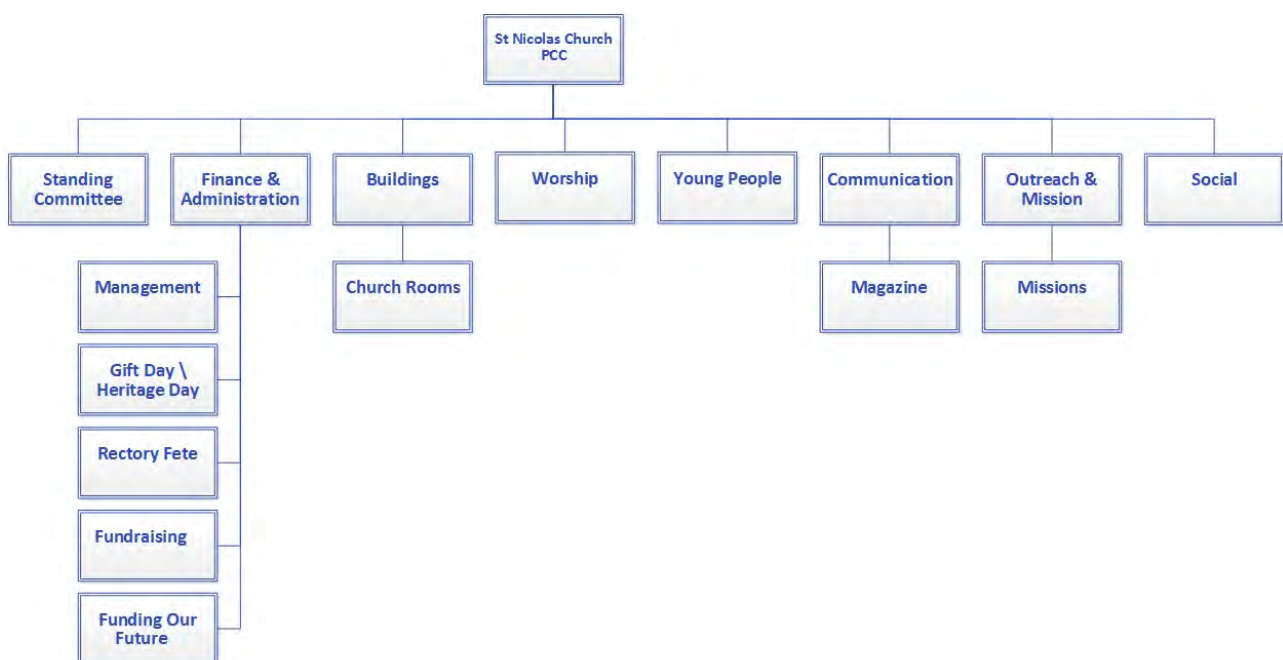 St Nicolas Church
PCC
Standing
Committee
Finance &
Administration
Buildings
Worship
Young People
Communication
Outreach &
Mission
Social
Management
Church Rooms
Magazine
Missions
Gift Day \
Heritage Day
Rectory Fete
Fundraising
Funding Our
Future